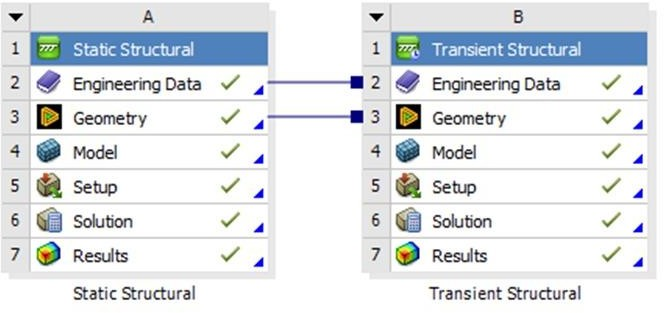 A
1 Static Structural
2 Engineering Data
3 Geometry
4 Model
5 Setup
6 Solution
7 Results
Static Structural
B
1 Transient Structural
2 Engineering Data
3 Geometry
4 Model
5 Setup
6 Solution
7 Results
Transient Structural